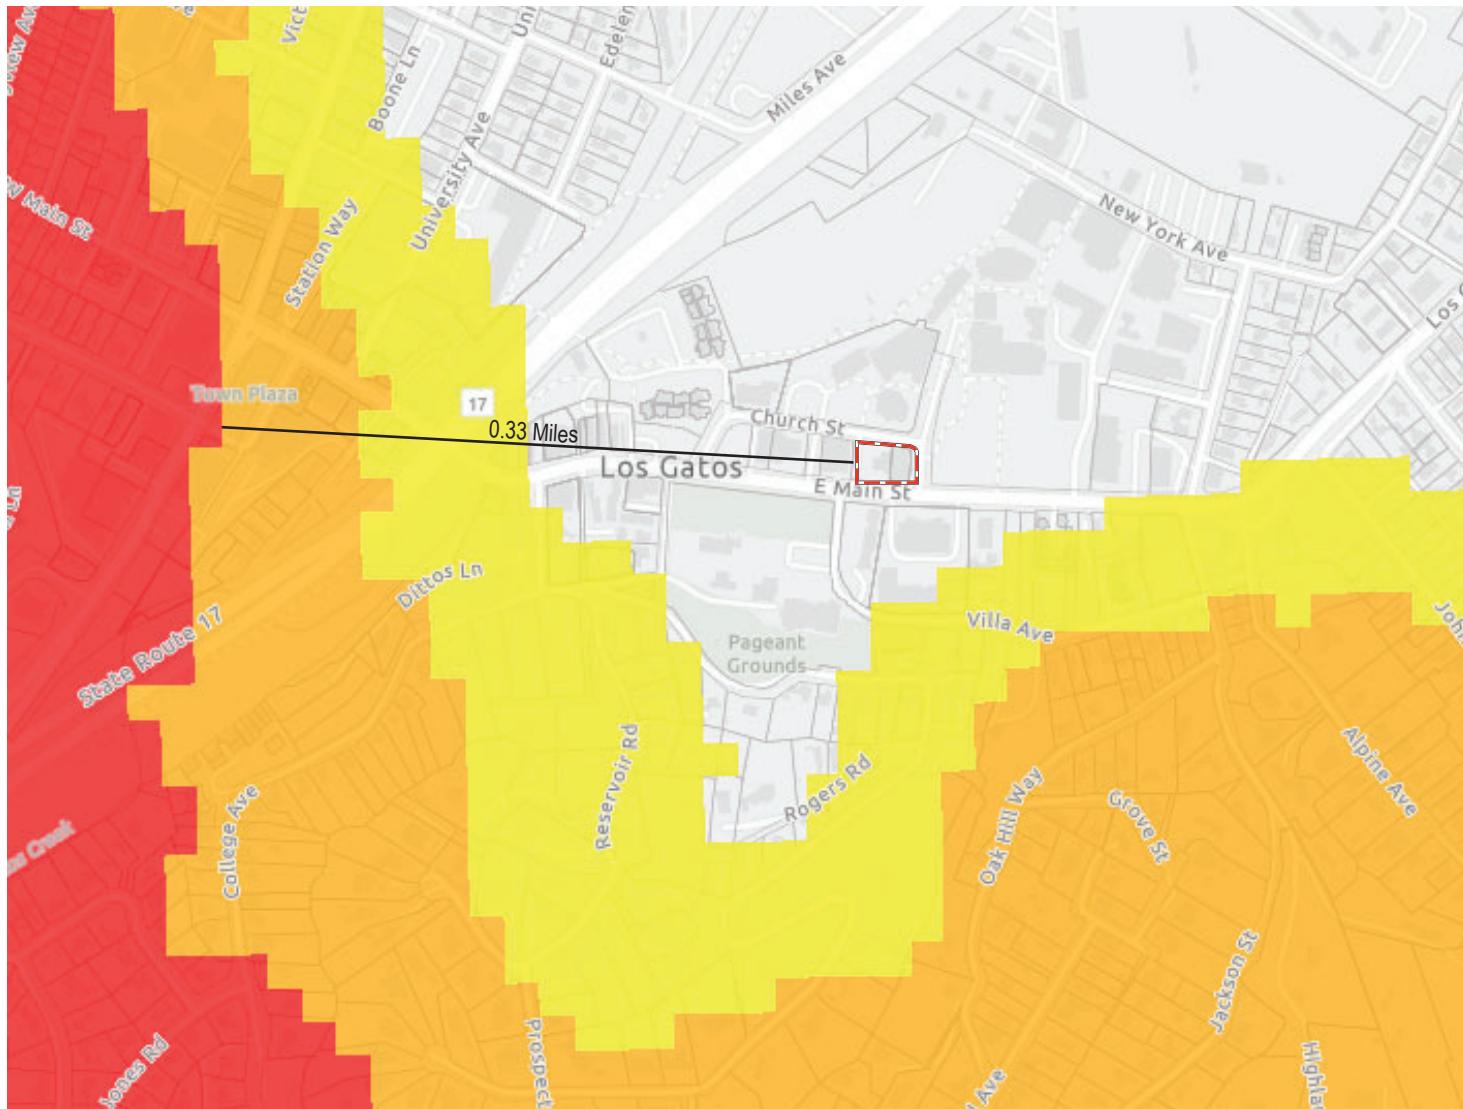 Boone Ln
Miles Ave
University Ave
W Main St
Station Way
New York Ave
Town Plaza
17
0.33 Miles
Church St
Los Gatos
E Main St
Dittos Ln
State Route 17
Villa Ave
Pageant
Grounds
Reservoir Rd
Rogers Rd
Alpine Ave
Oak Hill Way
Grove St
College Ave
Jackson St
Jones Rd
Prospect